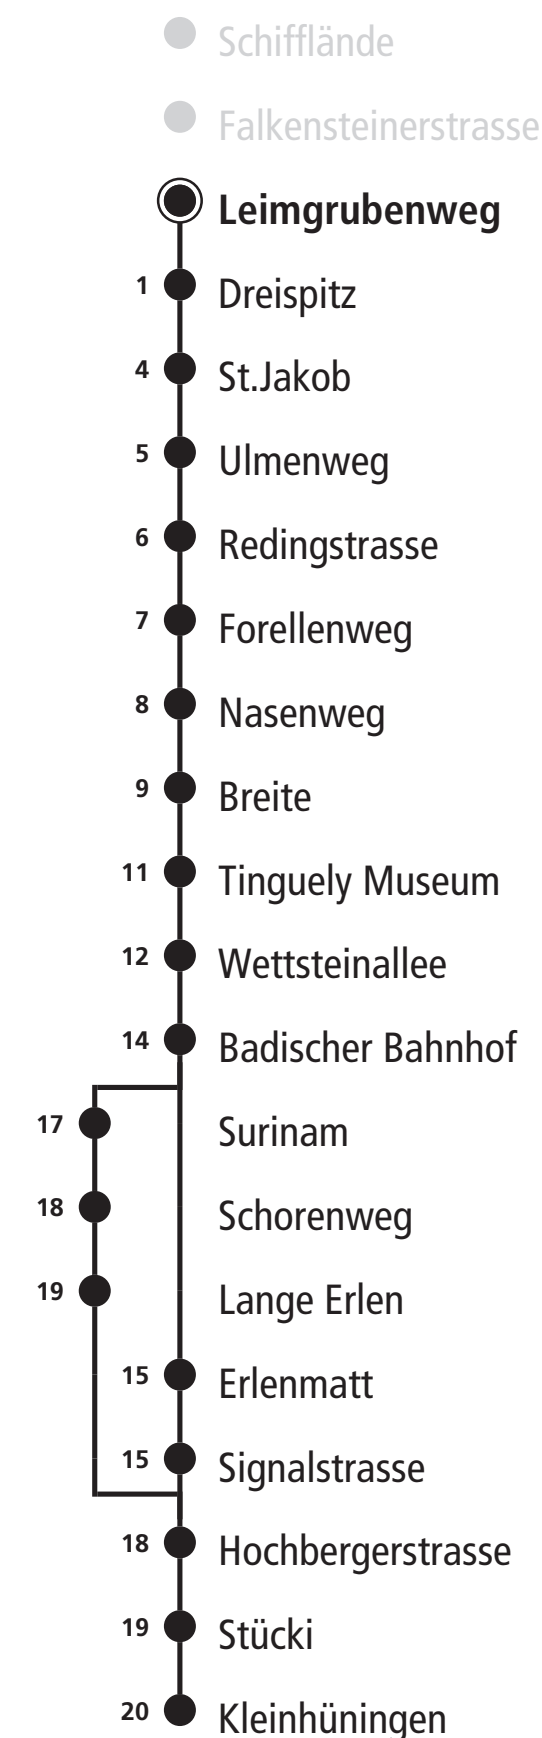 Schifflände
Falkensteinerstrasse
Leimgrubenweg
1 Dreispitz
4 St.Jakob
5 Ulmenweg
6 Redingstrasse
7 Forellenweg
8 Nasenweg
9 Breite
11 Tinguely Museum
12 Wettsteinallee
14 Badischer Bahnhof
17 Surinam
18 Schorenweg
19 Lange Erlen
15 Erlenmatt
15 Signalstrasse
18 Hochbergerstrasse
19 Stücki
20 Kleinhüningen